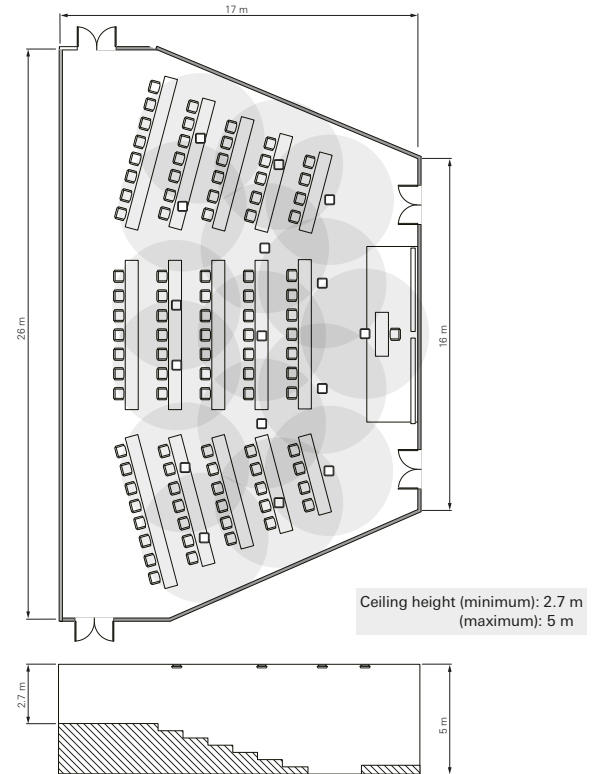 17 m
26 m
16 m
Ceiling height (minimum): 2.7 m
(maximum): 5 m
2.7 m
5 m